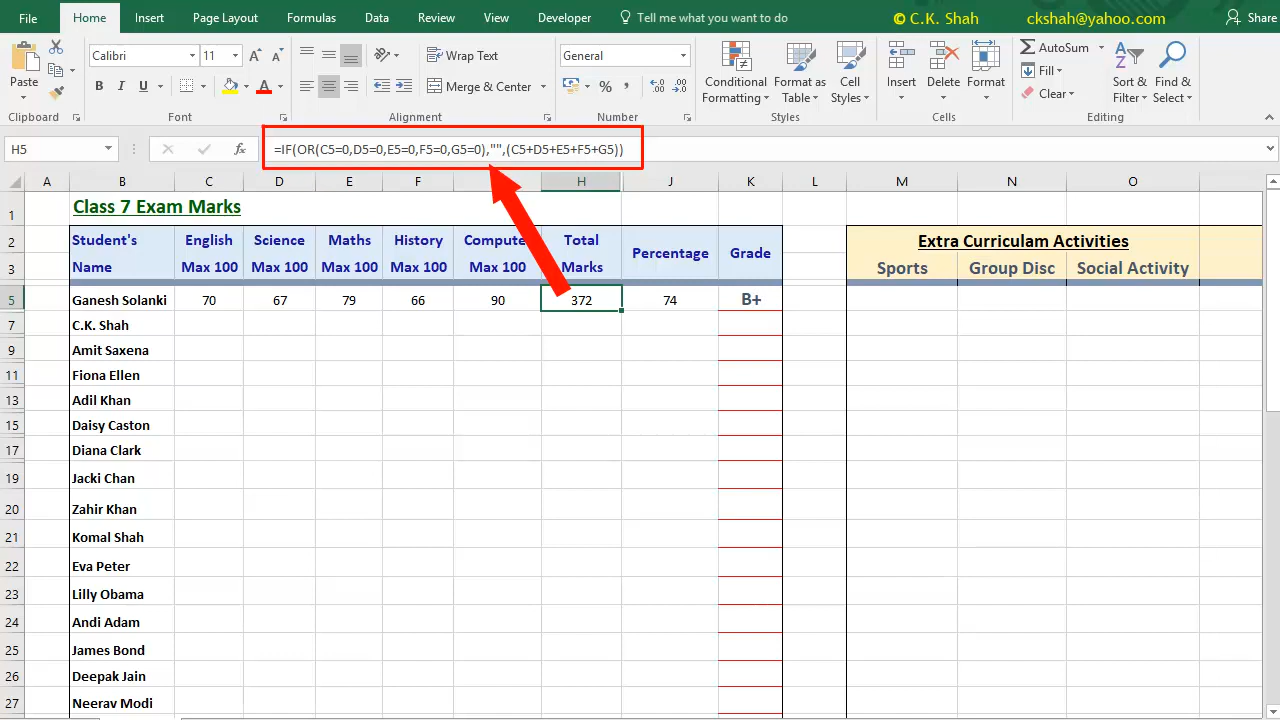 File Home Insert Page Layout Formulas Data Review View Developer Tell me what you want to do © C.K. Shah ckshah@yahoo.com Share
Paste Calibri 11 A A Wrap Text General Conditional Formatting Format as Table Cell Styles Insert Delete Format AutoSum Fill Clear Sort & Filter Find & Select
B I U A Merge & Center % , .00
Clipboard Font Alignment Number Styles Cells Editing
H5 fx =IF(OR(C5=0,D5=0,E5=0,F5=0,G5=0),"",(C5+D5+E5+F5+G5))
A B C D E F H J K L M N O
1 Class 7 Exam Marks
2 Student's English Science Maths History Compute Total Percentage Grade Extra Curriculam Activities
3 Name Max 100 Max 100 Max 100 Max 100 Max 100 Marks Sports Group Disc Social Activity
5 Ganesh Solanki 70 67 79 66 90 372 74 B+
7 C.K. Shah
9 Amit Saxena
11 Fiona Ellen
13 Adil Khan
15 Daisy Caston
17 Diana Clark
19 Jacki Chan
20 Zahir Khan
21 Komal Shah
22 Eva Peter
23 Lilly Obama
24 Andi Adam
25 James Bond
26 Deepak Jain
27 Neerav Modi